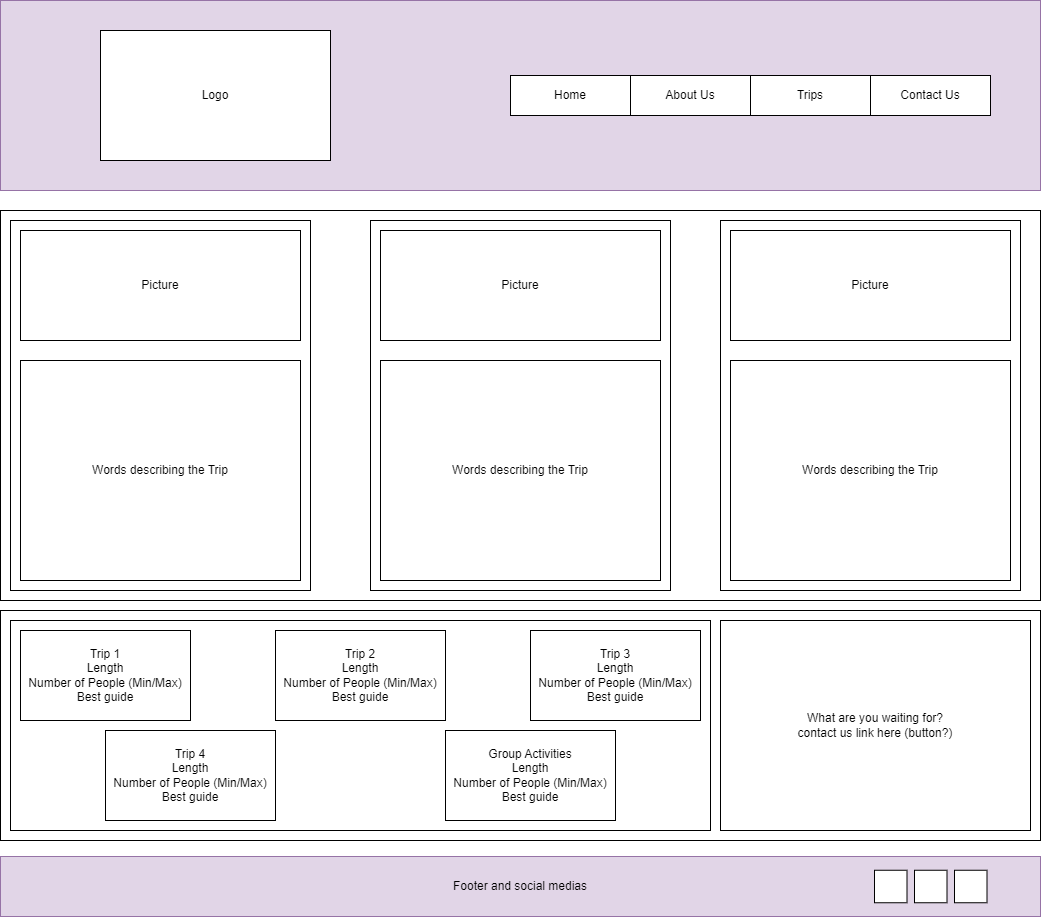 Logo
Home
About Us
Trips
Contact Us
Picture
Picture
Picture
Words describing the Trip
Words describing the Trip
Words describing the Trip
Trip 1
Length
Number of People (Min/Max)
Best guide
Trip 2
Length
Number of People (Min/Max)
Best guide
Trip 3
Length
Number of People (Min/Max)
Best guide
Trip 4
Length
Number of People (Min/Max)
Best guide
Group Activities
Length
Number of People (Min/Max)
Best guide
What are you waiting for?
contact us link here (button?)
Footer and social medias